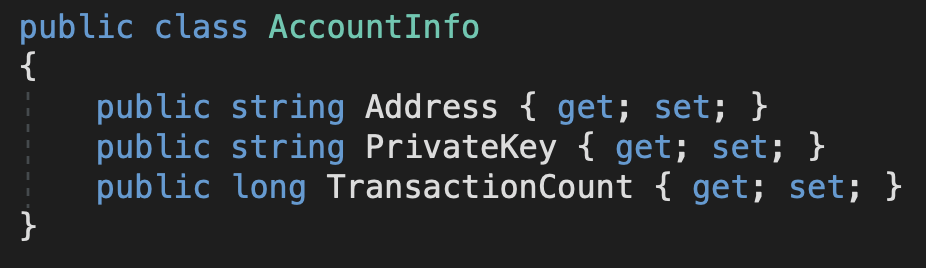 public class AccountInfo
{
    public string Address { get; set; }
    public string PrivateKey { get; set; }
    public long TransactionCount { get; set; }
}